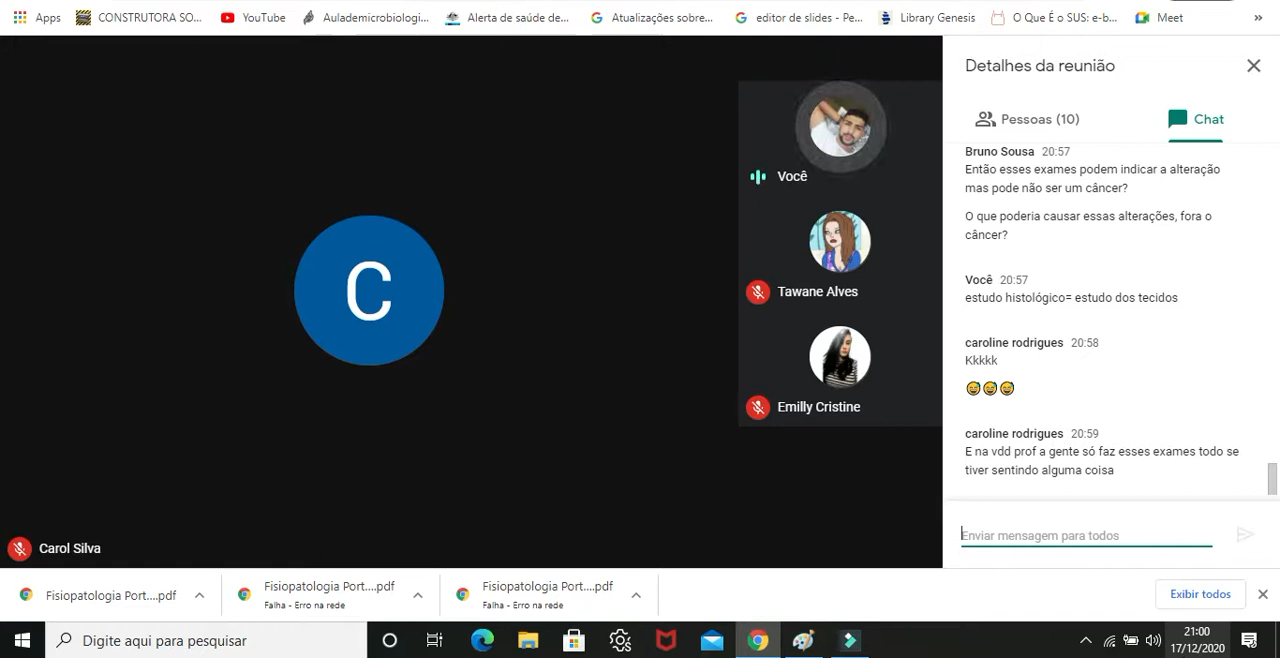 Apps CONSTRUTORA SO... YouTube Aulademicrobiologi... Alerta de saúde de... Atualizações sobre... editor de slides - Pe... Library Genesis O Que É o SUS: e-b... Meet »
Detalhes da reunião
Pessoas (10) Chat
Bruno Sousa 20:57
Então esses exames podem indicar a alteração
mas pode não ser um câncer?
O que poderia causar essas alterações, fora o
câncer?
Você 20:57
estudo histológico= estudo dos tecidos
caroline rodrigues 20:58
Kkkkk
😅😅😅
caroline rodrigues 20:59
E na vdd prof a gente só faz esses exames todo se
tiver sentindo alguma coisa
Enviar mensagem para todos
Você
Tawane Alves
Emilly Cristine
C
Carol Silva
Fisiopatologia Port....pdf
Fisiopatologia Port....pdf
Falha - Erro na rede
Fisiopatologia Port....pdf
Falha - Erro na rede
Exibir todos
Digite aqui para pesquisar
21:00
17/12/2020